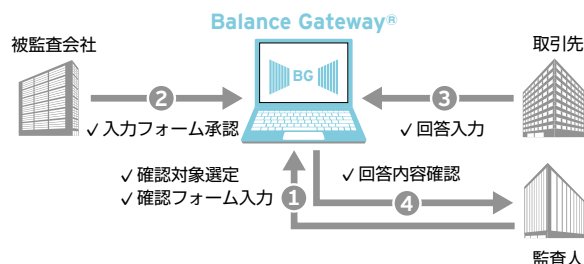 Balance Gateway®
被監査会社
取引先
BG
2
3
✓入力フォーム承認
✓回答入力
✓確認対象選定
✓確認フォーム入力
1
✓回答内容確認
4
監査人